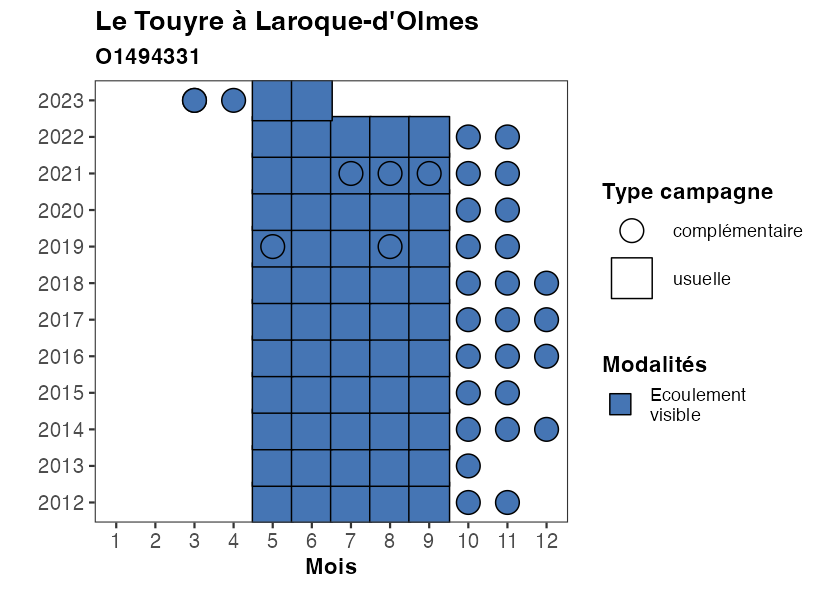 Le Touyre à Laroque-d'Olmes
O1494331
2023
2022
2021
2020
2019
2018
2017
2016
2015
2014
2013
2012
1 2 3 4 5 6 7 8 9 10 11 12
Mois
Type campagne
complémentaire
usuelle
Modalités
Ecoulement
visible